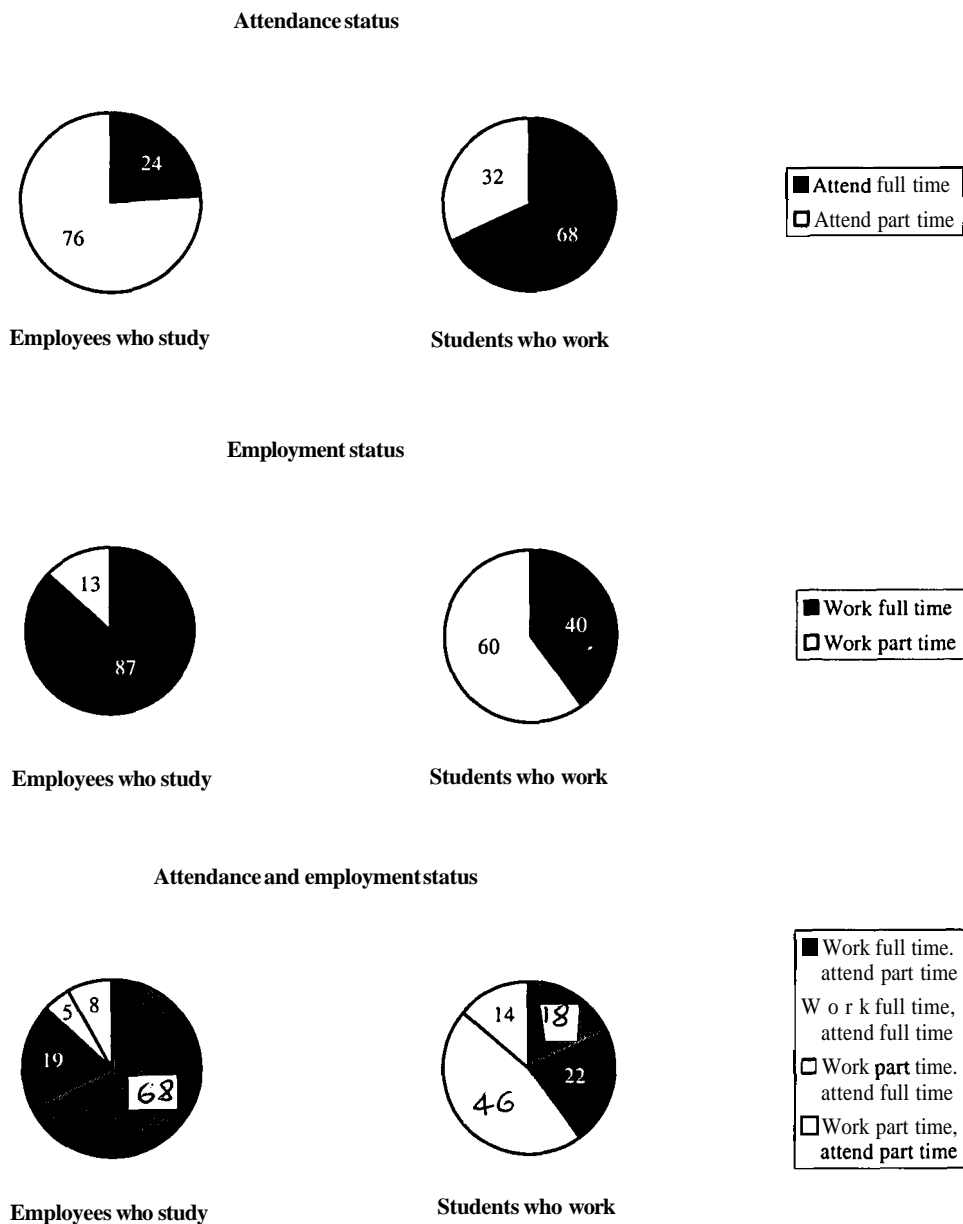 Attendance status
24
76
32
68
Attend full time
Attend part time
Employees who study
Students who work
Employment status
13
87
40
60
Work full time
Work part time
Employees who study
Students who work
Attendance and employment status
5
8
19
68
14
18
22
46
Work full time.
attend part time
Work full time,
attend full time
Work part time.
attend full time
Work part time,
attend part time
Employees who study
Students who work